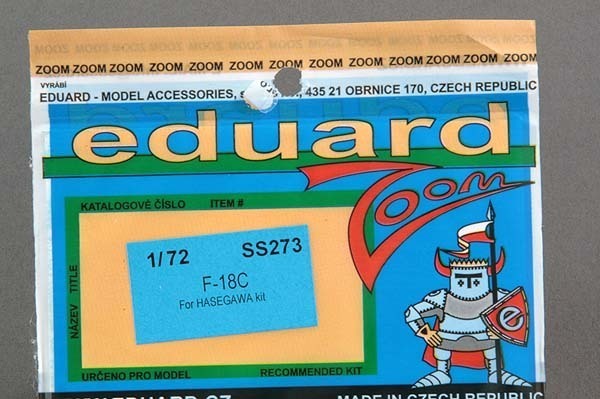 ZOOM ZOOM ZOOM ZOOM ZOOM ZOOM ZOOM ZOOM ZOOM ZOOM ZOOM ZOOM ZOOM
VYRÁBÍ
EDUARD - MODEL ACCESSORIES, 435 21 OBRNICE 170, CZECH REPUBLIC
eduard
Zoom
KATALOGOVÉ ČÍSLO ITEM #
1/72 SS273
F-18C
For HASEGAWA kit
NÁZEV TITLE
e
URČENO PRO MODEL RECOMMENDED KIT
MADE IN CZECH REPUBLIC